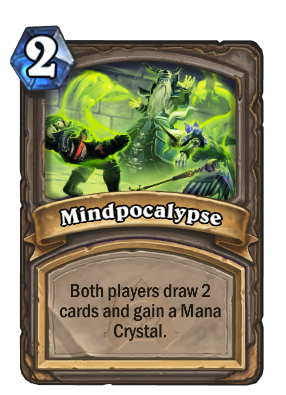 2
Mindpocalypse
Both players draw 2
cards and gain a Mana
Crystal.